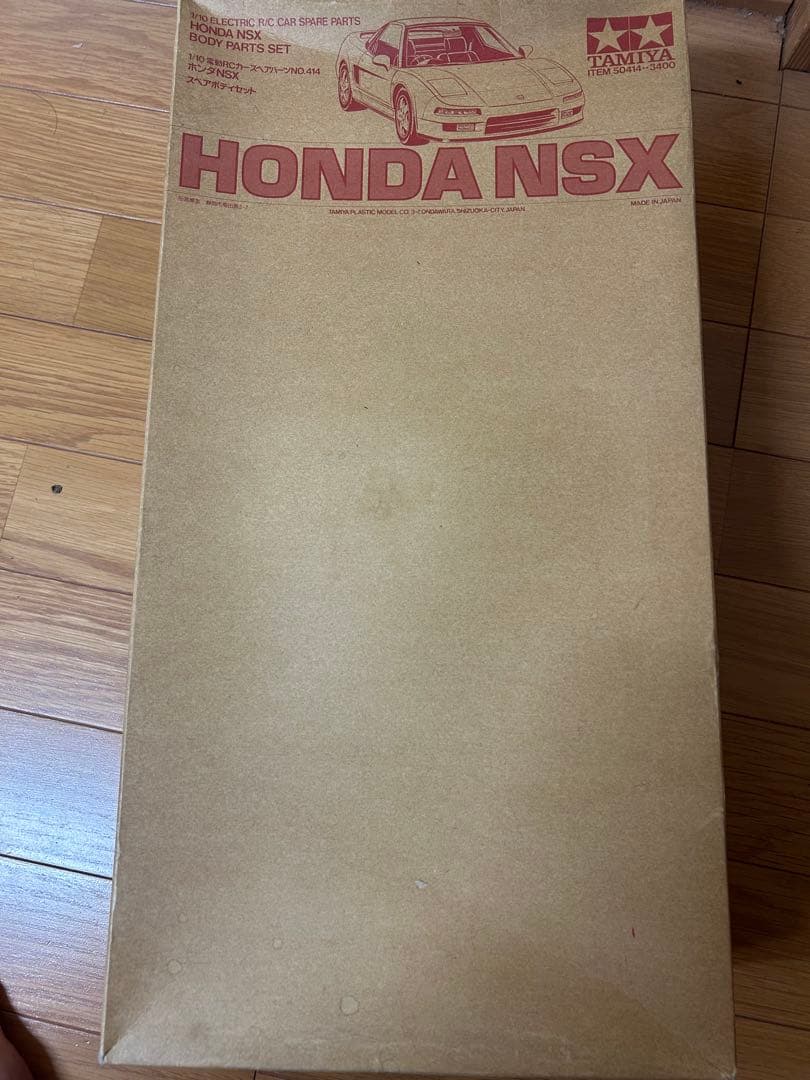 1/10 ELECTRIC R/C CAR SPARE PARTS
HONDA NSX
BODY PARTS SET
1/10 電動RCカースペアパーツNO.414
ホンダNSX
スペアボディセット
TAMIYA
ITEM 50414--3400
HONDA NSX
TAMIYA PLASTIC MODEL CO. 3-7, ONDAWARA, SHIZUOKA-CITY, JAPAN
MADE IN JAPAN